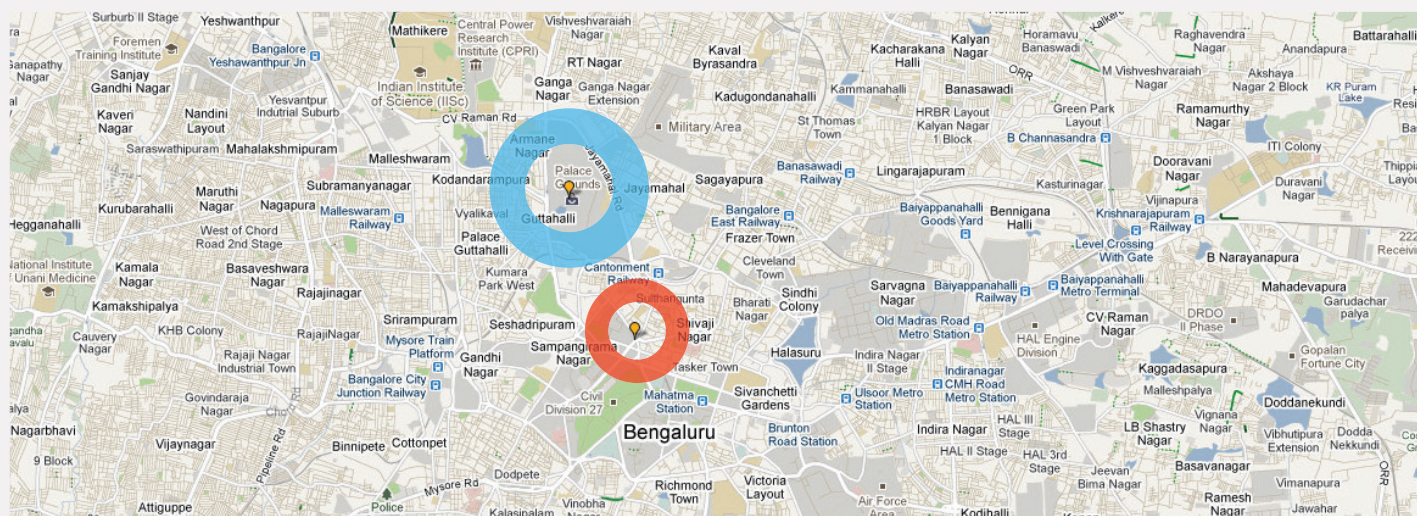 Surburb II Stage
Yeshwanthpur
Mathikere
Central Power
Research
Institute (CPRI)
Vishveshwaraiah
Nagar
Kaval
Byrasandra
Kacharakana
Halli
Kalyan
Nagar
Horamavu
Banaswadi
Kalkere
Raghavendra
Nagar
Anandapura
Battarahalli
Foremen
Training Institute
Bangalore
Yeshwanthpur Jn
RT Nagar
ORR
M Vishveshvaraiah
Nagar
Akshaya
Nagar 2 Block
KR Puram
Lake
Ganapathy
Nagar
Sanjay
Gandhi Nagar
Nagapura
Yesvantpur
Indutrial Suburb
Indian Institute
of Science (IISc)
Ganga
Nagar
Ganga Nagar
Extension
Kadugondanahalli
Kammanahalli
Banasawadi
HRBR Layout
Kalyan Nagar
1 Block
Green Park
Layout
Ramamurthy
Nagar
Kaveri
Nagar
Nandini
Layout
CV Raman Rd
Armane
Nagar
Military Area
St Thomas
Town
B Channasandra
ITI Colony
Saraswathipuram
Mahalakshmipuram
Malleshwaram
Kodandarampura
Palace
Grounds
Jayamahal Rd
Jayamahal
Sagayapura
Banasawadi
Railway
Lingarajapuram
Kasturinagar
Dooravani
Nagar
Duravani
Nagar
Maruthi
Nagar
Subramanyanagar
Kurubarahalli
Malleswaram
Railway
Vyalikaval
Guttahalli
Bangalore
East Railway
Baiyappanahalli
Goods Yard
Bennigana
Halli
Vijinapura
Krishnarajapuram
Railway
Hegganahalli
West of Chord
Road 2nd Stage
Palace
Guttahalli
Frazer Town
Level Crossing
With Gate
National Institute
of Unani Medicine
Kamala
Nagar
Basaveshwara
Nagar
Kumara
Park West
Cantonment
Railway
Cleveland
Town
B Narayanapura
Kamakshipalya
Rajajinagar
Sulthangunta
Bharati
Nagar
Sindhi
Colony
Sarvagna
Nagar
Baiyappanahalli
Railway
Baiyappanahalli
Metro Terminal
Mahadevapura
Garudachar
palya
KHB Colony
RajajiNagar
Srirampuram
Seshadripuram
Shivaji
Nagar
Old Madras Road
Metro Station
CV Raman
Nagar
DRDO
II Phase
Cauvery
Nagar
Rajaji Nagar
Industrial Town
Mysore Train
Platform
Gandhi
Nagar
Sampangirama
Nagar
Tasker Town
Halasuru
Indira Nagar
II Stage
HAL Engine
Division
Gopalan
Fortune City
Bangalore City
Junction Railway
Indiranagar
CMH Road
Metro Station
Kaggadasapura
Malleshpalya
Govindaraja
Nagar
Civil
Division 27
Mahatma
Station
Sivanchetti
Gardens
Ulsoor Metro
Station
Doddanekundi
Nagarbhavi
Vijaynagar
Pipeline Rd
Binnipete
Cottonpet
Bengaluru
Brunton
Road Station
Indira Nagar
HAL III
Stage
LB Shastry
Nagar
Vignana
Nagar
Vibhutipura
Extension
Dodda
Nekkundi
9 Block
HAL II Stage
HAL 3rd
Stage
Jeevan
Bima Nagar
Basavanagar
ORR
Dodpete
Mysore Rd
Richmond
Town
Victoria
Layout
Air Force
Area
Vimanapura
Attiguppe
Police
Kalasipalam
Vinobha
Nagar
Kodihalli
Ramesh
Nagar
Jawahar